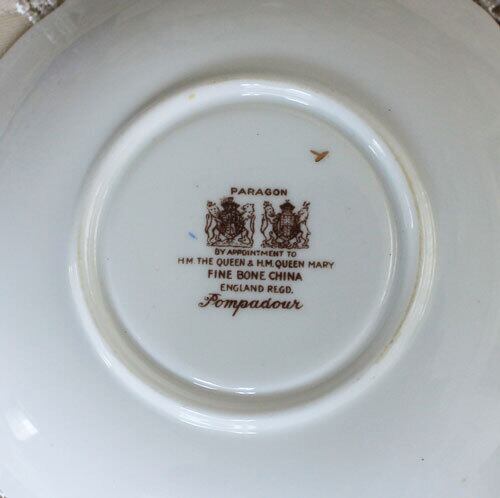 PARAGON
BY APPOINTMENT TO
H.M. THE QUEEN & H.M. QUEEN MARY
FINE BONE CHINA
ENGLAND REGD.
Pompadour